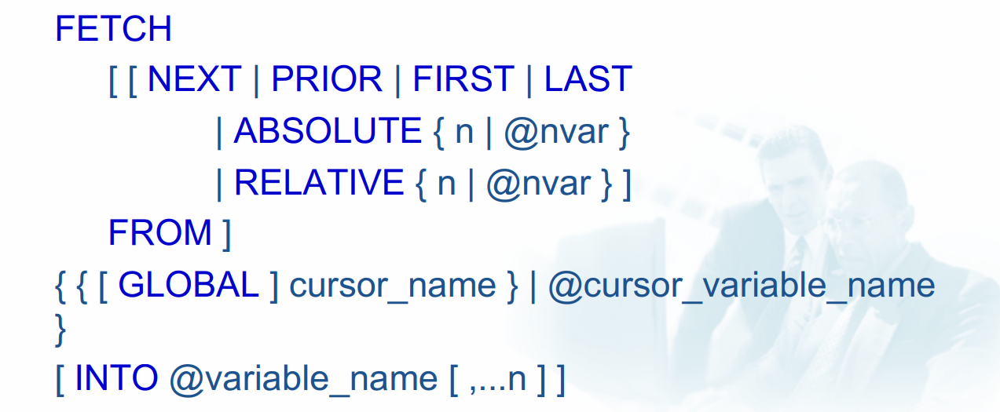 FETCH
[ [ NEXT | PRIOR | FIRST | LAST
| ABSOLUTE { n | @nvar }
| RELATIVE { n | @nvar } ]
FROM ]
{ { [ GLOBAL ] cursor_name } | @cursor_variable_name
}
[ INTO @variable_name [ ,...n ] ]